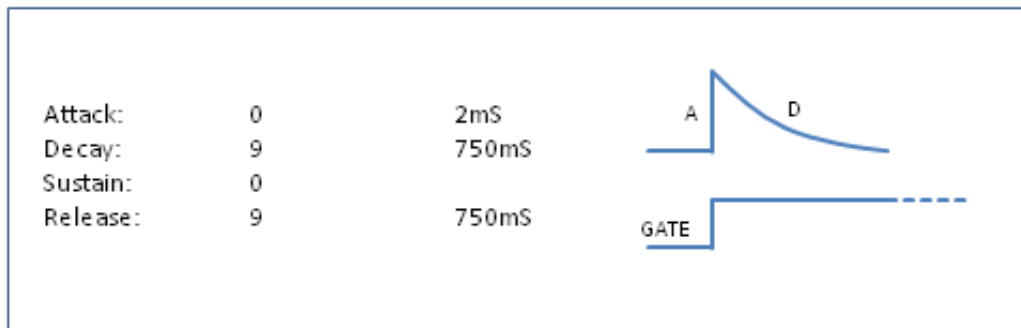 Attack: 0 2mS
Decay: 9 750mS
Sustain: 0
Release: 9 750mS
A D
GATE